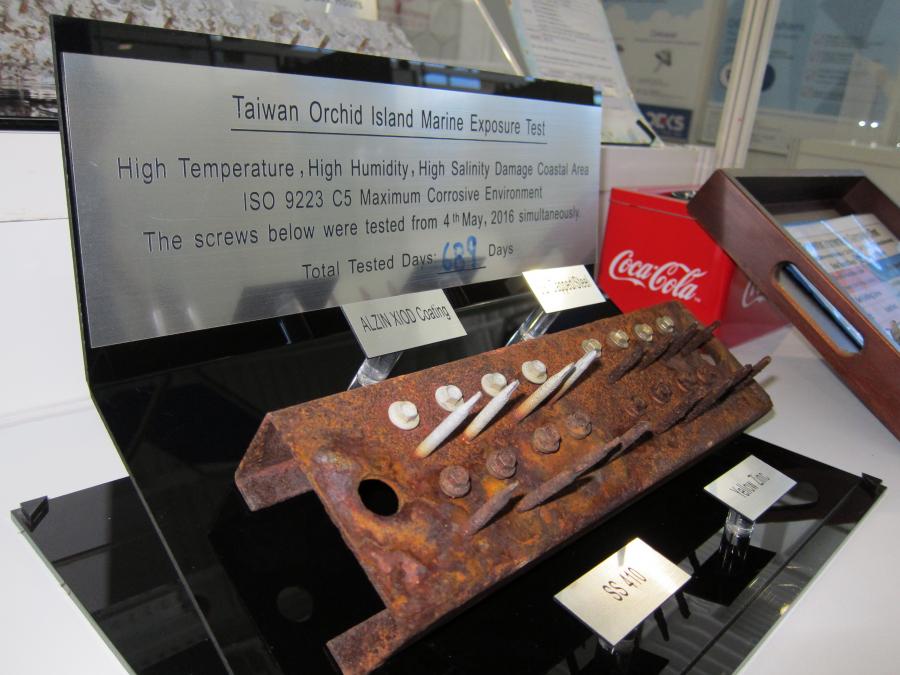 Taiwan Orchid Island Marine Exposure Test
High Temperature, High Humidity, High Salinity Damage Coastal Area
ISO 9223 C5 Maximum Corrosive Environment
The screws below were tested from 4th May, 2016 simultaneously.
Total Tested Days: 689 Days
ALZIN XIOD Coating
Steel
Coca-Cola
Yellow Zinc
SS 410